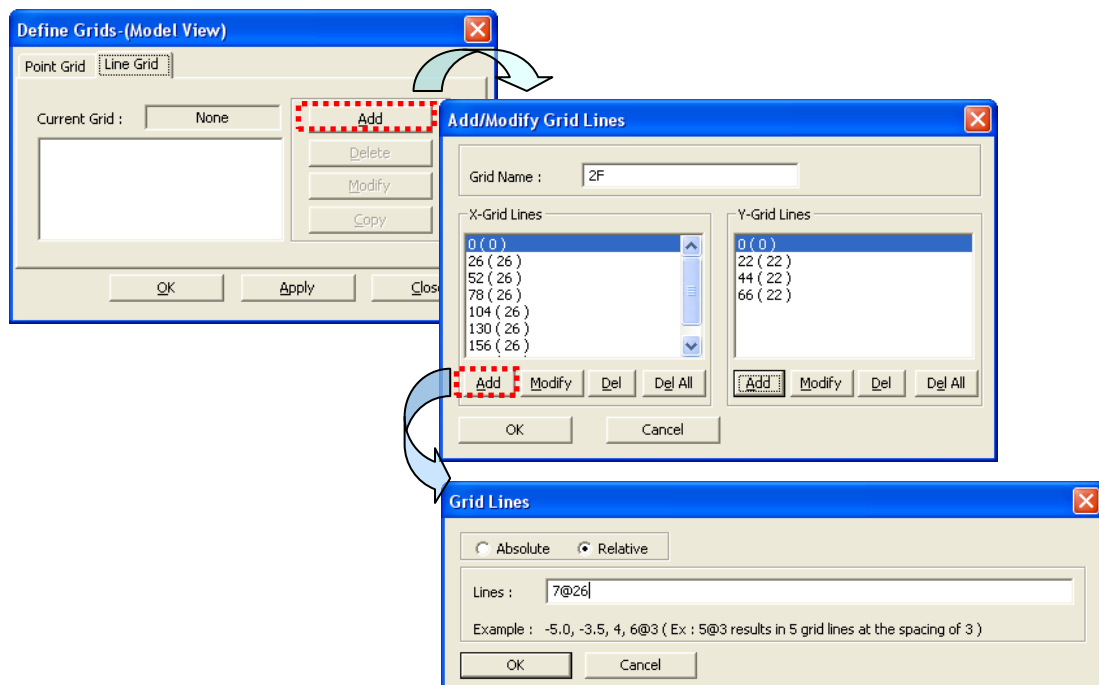 Define Grids-(Model View)
Point Grid Line Grid
Current Grid : None
Add
Delete
Modify
Copy
OK Apply Clos
Add/Modify Grid Lines
Grid Name : 2F
X-Grid Lines
0 ( 0 )
26 ( 26 )
52 ( 26 )
78 ( 26 )
104 ( 26 )
130 ( 26 )
156 ( 26 )
Add Modify Del Del All
Y-Grid Lines
0 ( 0 )
22 ( 22 )
44 ( 22 )
66 ( 22 )
Add Modify Del Del All
OK Cancel
Grid Lines
Absolute Relative
Lines : 7@26
Example : -5.0, -3.5, 4, 6@3 ( Ex : 5@3 results in 5 grid lines at the spacing of 3 )
OK Cancel